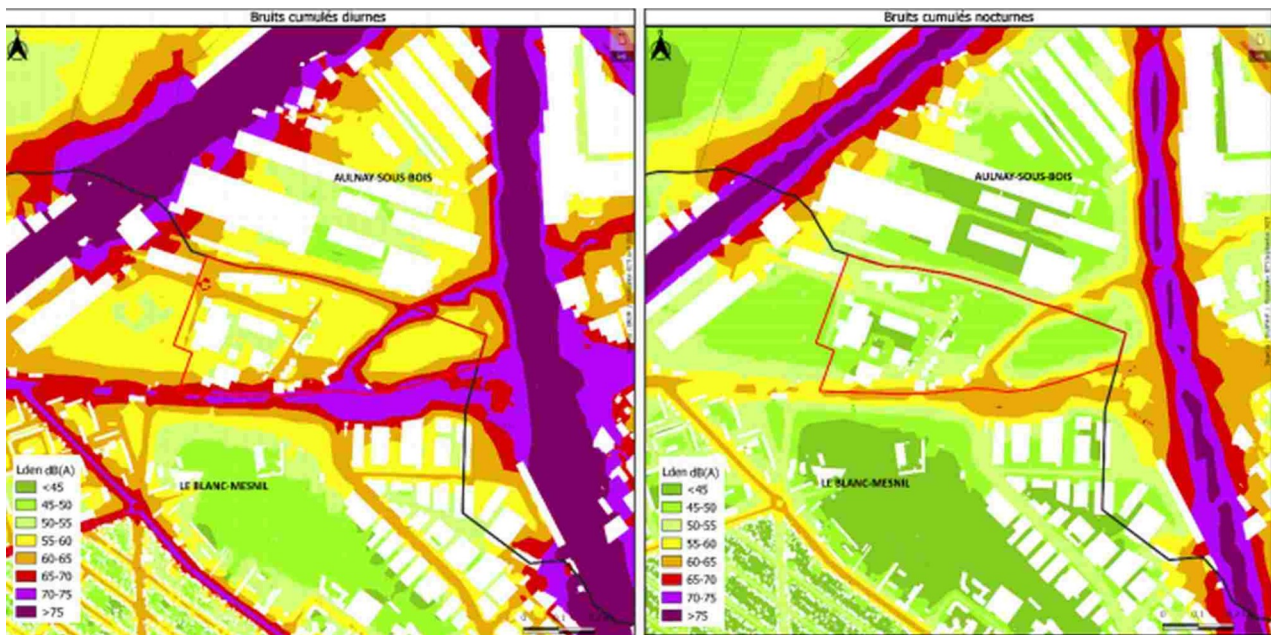 Bruits cumulés diurnes
AULNAY-SOUS-BOIS
LE BLANC-MESNIL
Lden dB(A)
<45
45-50
50-55
55-60
60-65
65-70
70-75
>75
Bruits cumulés nocturnes
AULNAY-SOUS-BOIS
LE BLANC-MESNIL
Lden dB(A)
<45
45-50
50-55
55-60
60-65
65-70
70-75
>75